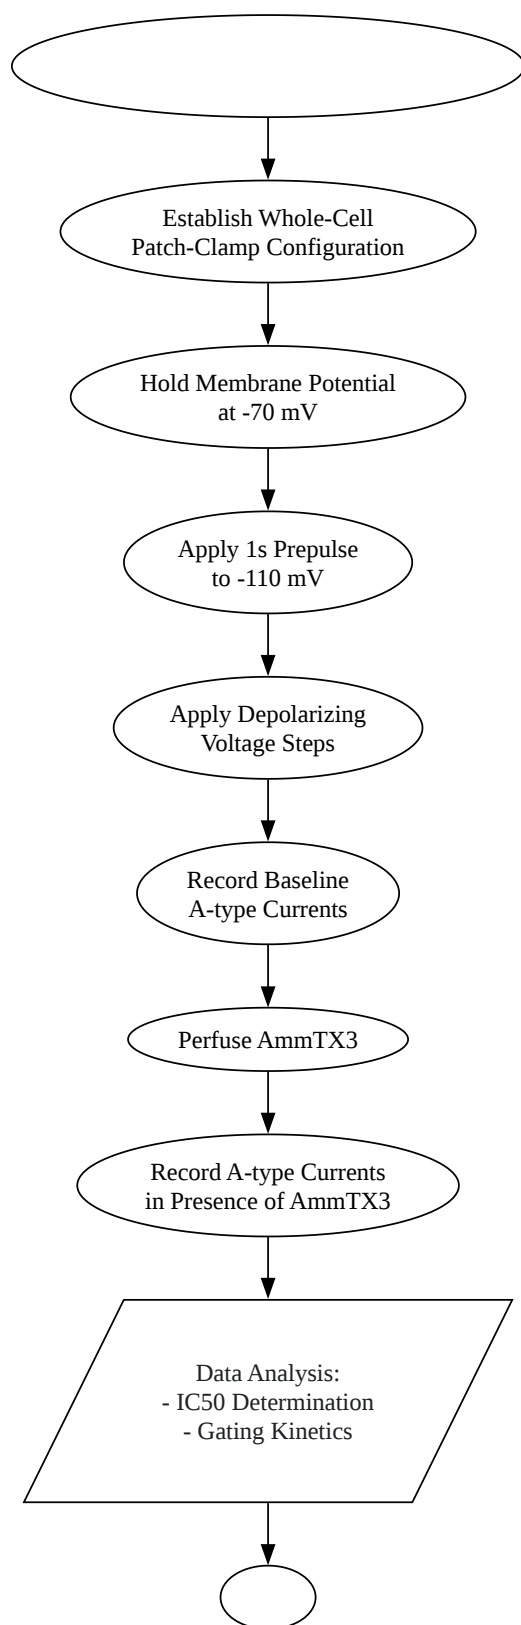 Establish Whole-Cell
Patch-Clamp Configuration
Hold Membrane Potential
at -70 mV
Apply 1s Prepulse
to -110 mV
Apply Depolarizing
Voltage Steps
Record Baseline
A-type Currents
Perfuse AmmTX3
Record A-type Currents
in Presence of AmmTX3
Data Analysis:
- IC50 Determination
- Gating Kinetics